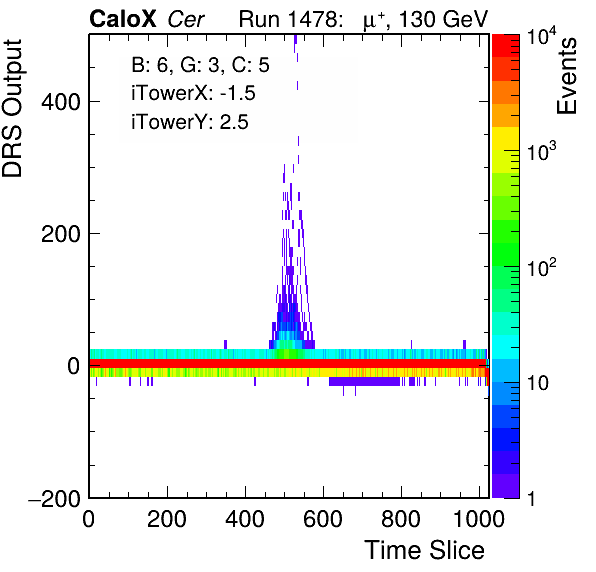 CaloX Cer Run 1478: μ⁺, 130 GeV
B: 6, G: 3, C: 5
iTowerX: -1.5
iTowerY: 2.5
DRS Output
400
200
0
−200
0 200 400 600 800 1000
Time Slice
Events
10⁴
10³
10²
10
1